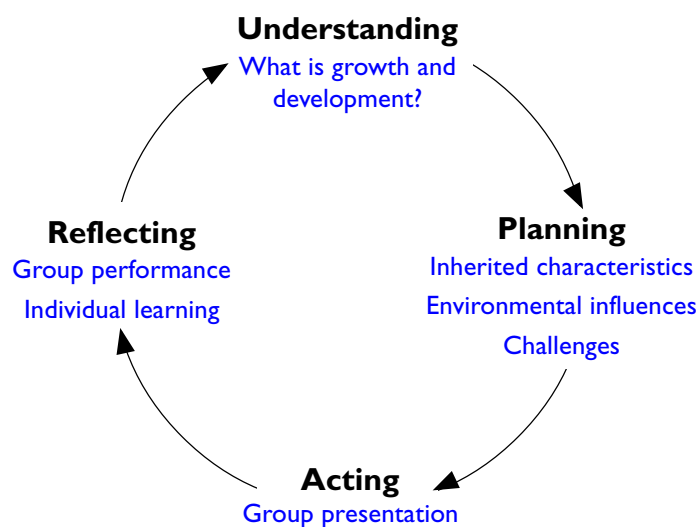 Understanding
What is growth and
development?
Planning
Inherited characteristics
Environmental influences
Challenges
Acting
Group presentation
Reflecting
Group performance
Individual learning